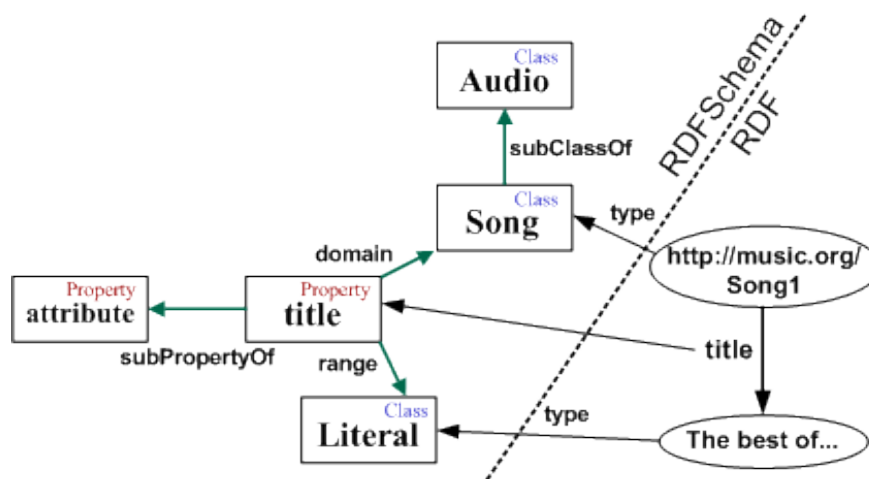 Class
Audio
RDFSchema
RDF
subClassOf
Class
Song
type
http://music.org/
Song1
domain
Property
attribute
Property
title
subPropertyOf
range
title
Class
Literal
type
The best of...